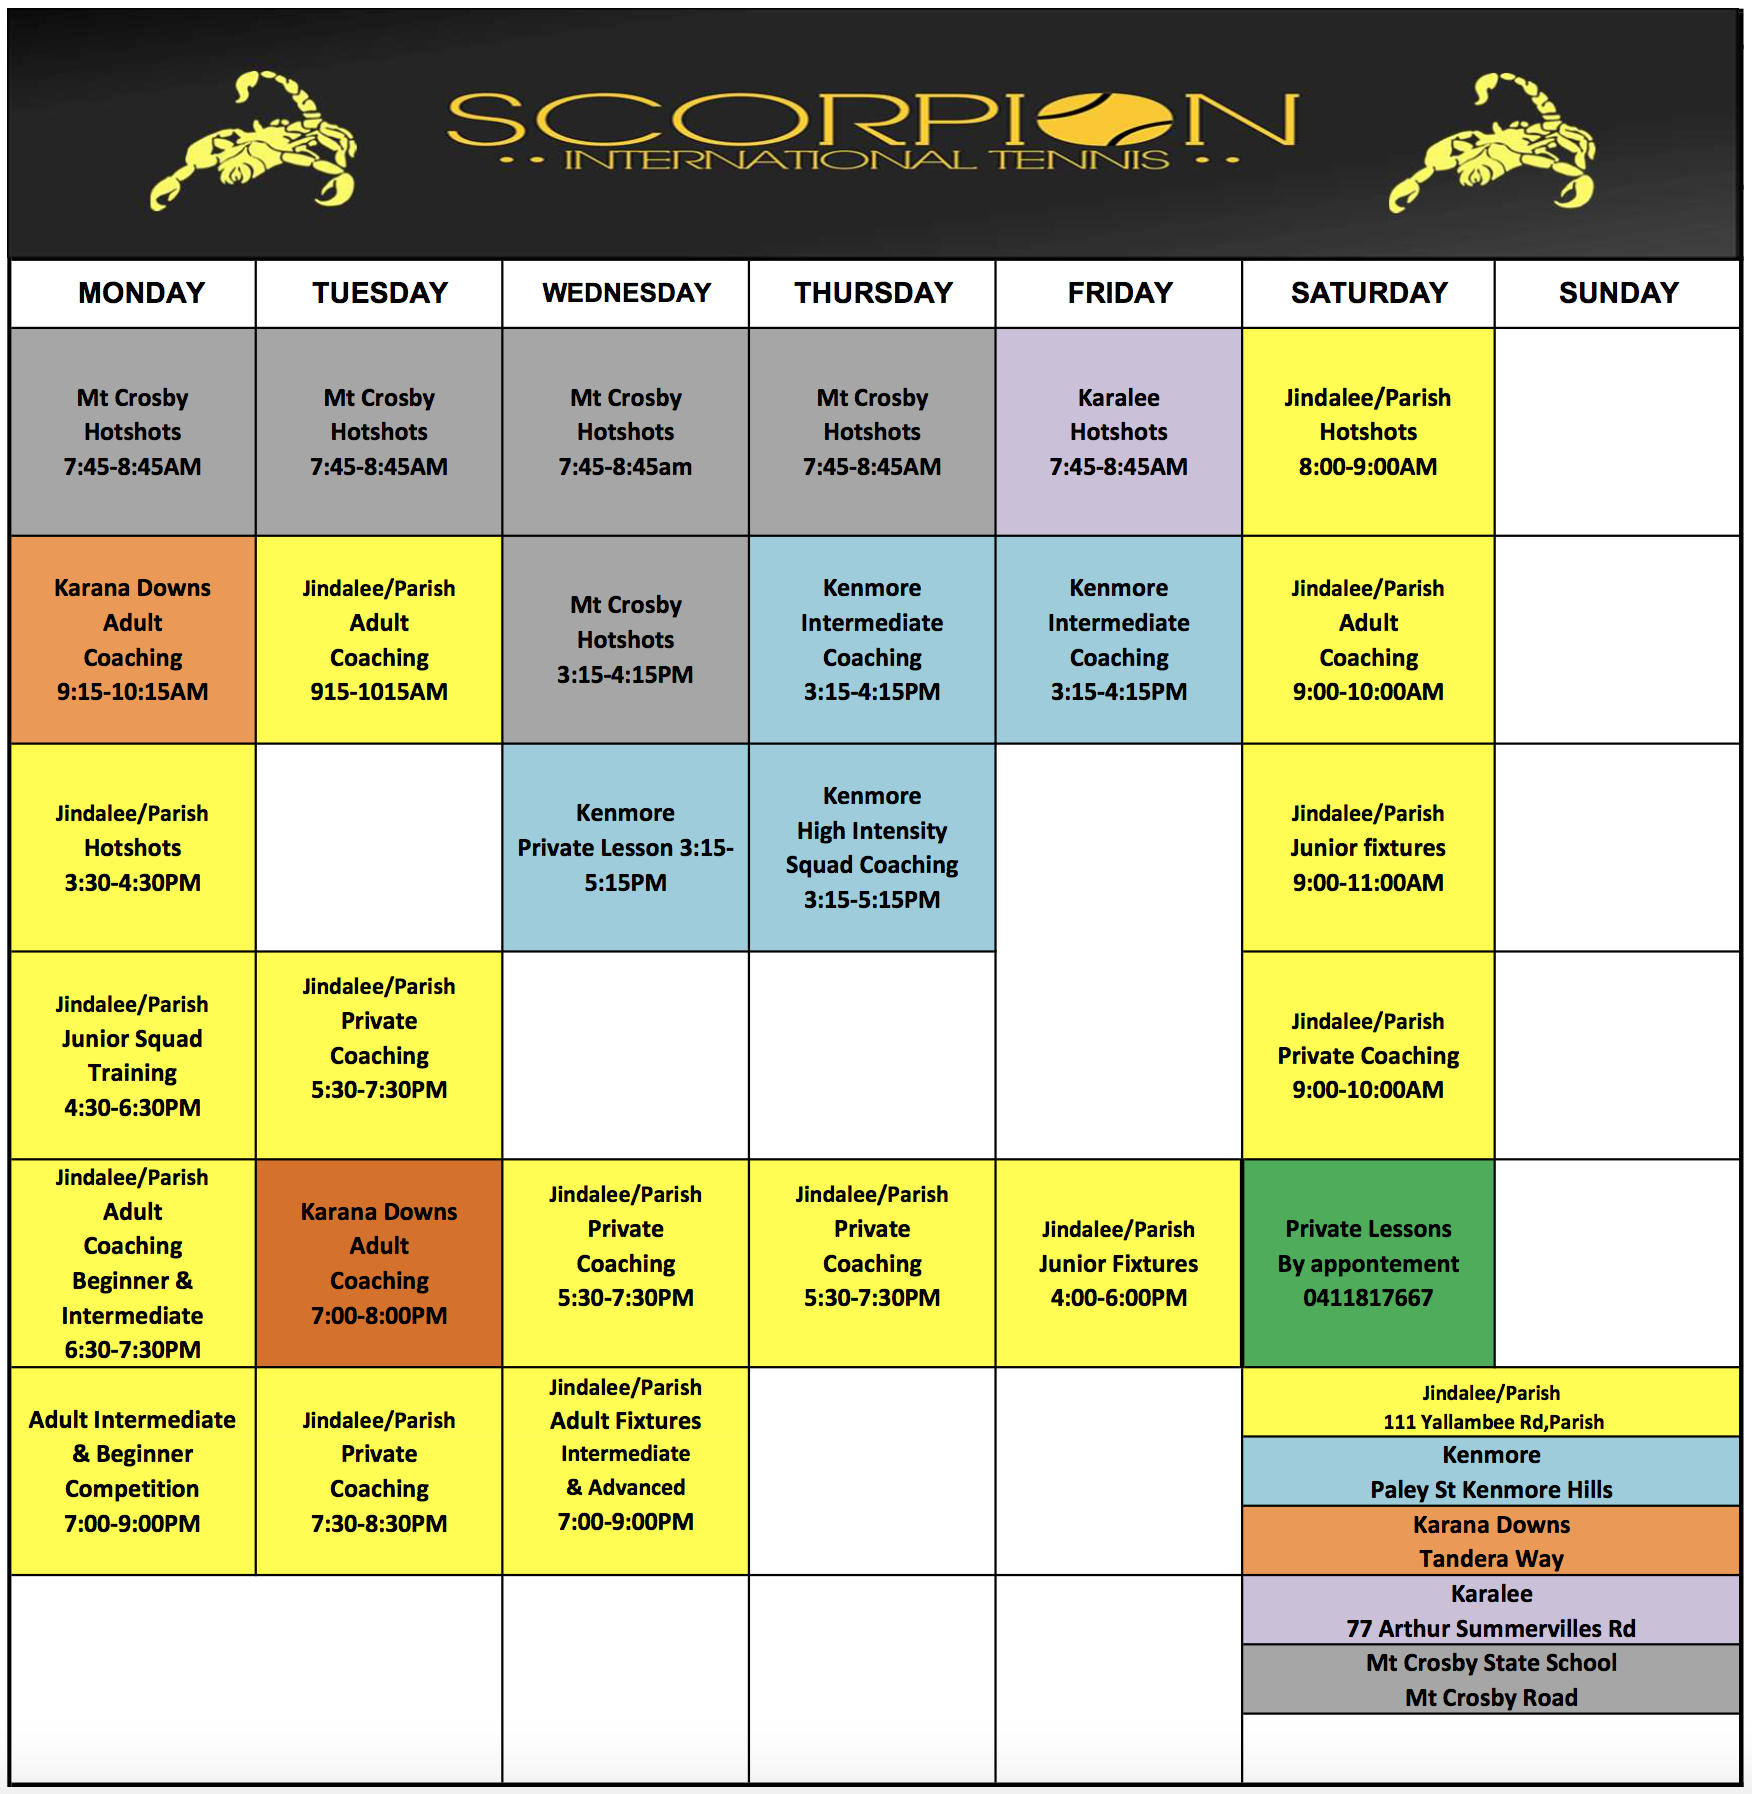 SCORPION
INTERNATIONAL TENNIS
MONDAY
TUESDAY
WEDNESDAY
THURSDAY
FRIDAY
SATURDAY
SUNDAY
Mt Crosby
Hotshots
7:45-8:45AM
Mt Crosby
Hotshots
7:45-8:45AM
Mt Crosby
Hotshots
7:45-8:45am
Mt Crosby
Hotshots
7:45-8:45AM
Karalee
Hotshots
7:45-8:45AM
Jindalee/Parish
Hotshots
8:00-9:00AM
Karana Downs
Adult
Coaching
9:15-10:15AM
Jindalee/Parish
Adult
Coaching
915-1015AM
Mt Crosby
Hotshots
3:15-4:15PM
Kenmore
Intermediate
Coaching
3:15-4:15PM
Kenmore
Intermediate
Coaching
3:15-4:15PM
Jindalee/Parish
Adult
Coaching
9:00-10:00AM
Jindalee/Parish
Hotshots
3:30-4:30PM
Kenmore
Private Lesson 3:15-
5:15PM
Kenmore
High Intensity
Squad Coaching
3:15-5:15PM
Jindalee/Parish
Junior fixtures
9:00-11:00AM
Jindalee/Parish
Junior Squad
Training
4:30-6:30PM
Jindalee/Parish
Private
Coaching
5:30-7:30PM
Jindalee/Parish
Private Coaching
9:00-10:00AM
Jindalee/Parish
Adult
Coaching
Beginner &
Intermediate
6:30-7:30PM
Karana Downs
Adult
Coaching
7:00-8:00PM
Jindalee/Parish
Private
Coaching
5:30-7:30PM
Jindalee/Parish
Private
Coaching
5:30-7:30PM
Jindalee/Parish
Junior Fixtures
4:00-6:00PM
Private Lessons
By appontement
0411817667
Adult Intermediate
& Beginner
Competition
7:00-9:00PM
Jindalee/Parish
Private
Coaching
7:30-8:30PM
Jindalee/Parish
Adult Fixtures
Intermediate
& Advanced
7:00-9:00PM
Jindalee/Parish
111 Yallambee Rd,Parish
Kenmore
Paley St Kenmore Hills
Karana Downs
Tandera Way
Karalee
77 Arthur Summervilles Rd
Mt Crosby State School
Mt Crosby Road